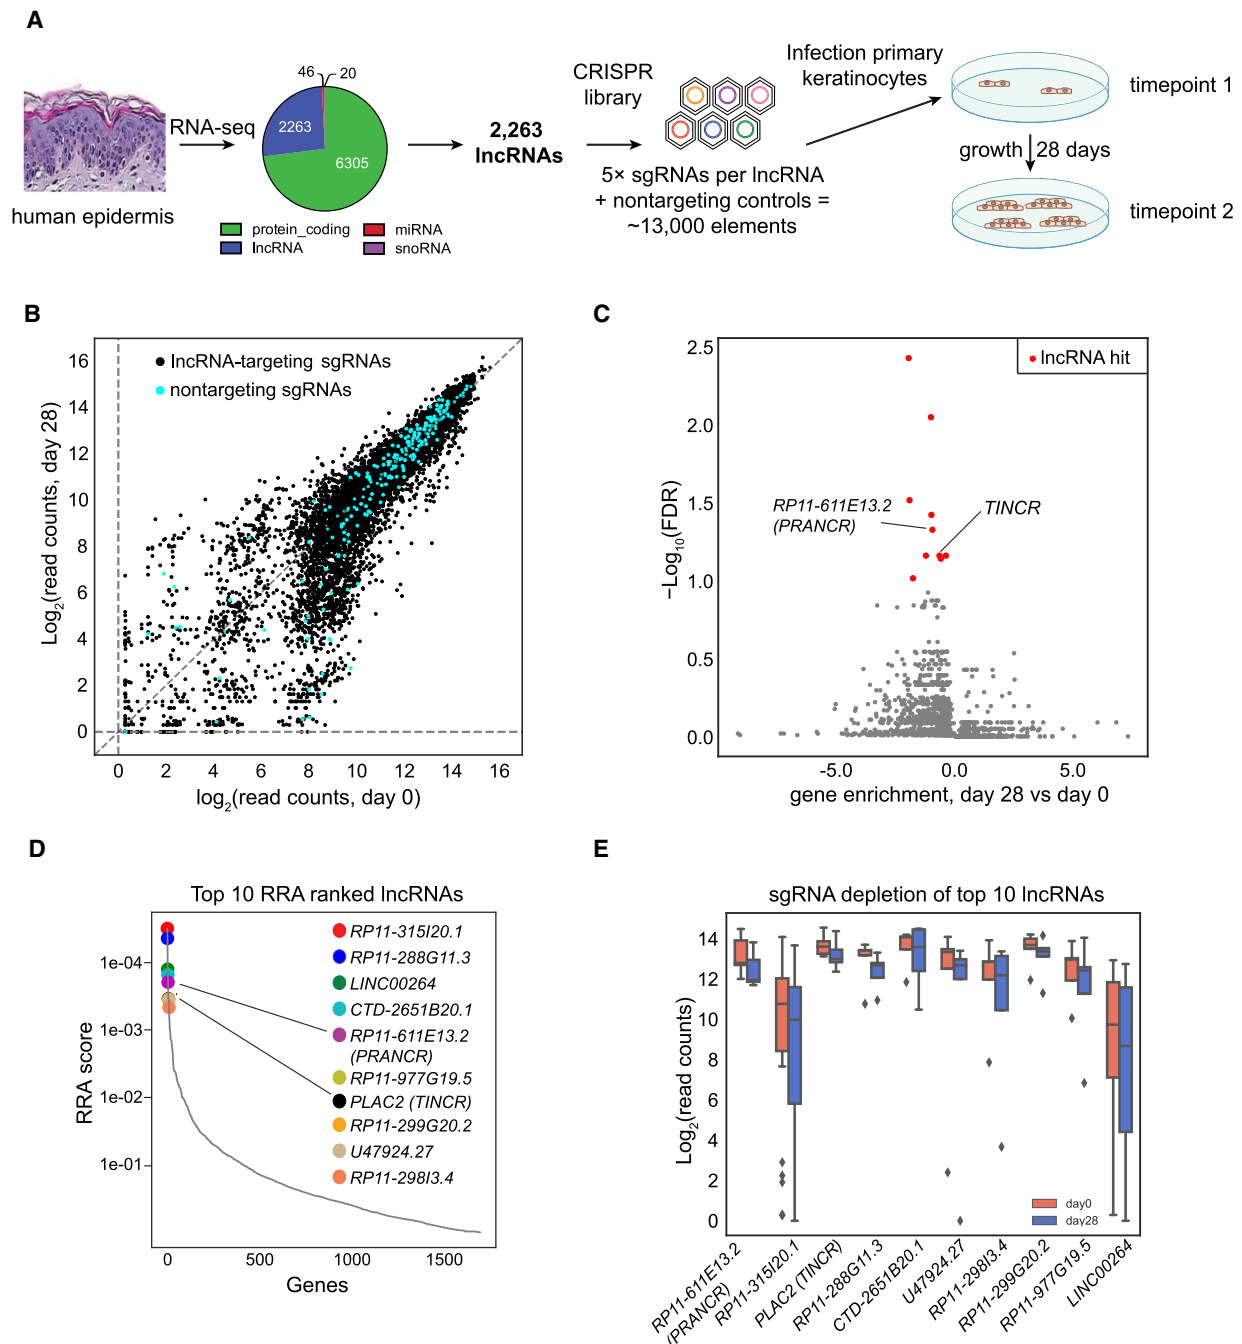 A
human epidermis
RNA-seq
46
20
2263
6305
protein_coding
lncRNA
miRNA
snoRNA
2,263
lncRNAs
CRISPR
library
5× sgRNAs per lncRNA
+ nontargeting controls =
~13,000 elements
Infection primary
keratinocytes
timepoint 1
growth
28 days
timepoint 2
B
lncRNA-targeting sgRNAs
nontargeting sgRNAs
Log2(read counts, day 28)
16
14
12
10
8
6
4
2
0
0 2 4 6 8 10 12 14 16
log2(read counts, day 0)
C
lncRNA hit
−Log10(FDR)
2.5
2.0
1.5
1.0
0.5
0.0
RP11-611E13.2
(PRANCR)
TINCR
-5.0 0.0 5.0
gene enrichment, day 28 vs day 0
D
Top 10 RRA ranked lncRNAs
RRA score
1e-04
1e-03
1e-02
1e-01
RP11-315I20.1
RP11-288G11.3
LINC00264
CTD-2651B20.1
RP11-611E13.2
(PRANCR)
RP11-977G19.5
PLAC2 (TINCR)
RP11-299G20.2
U47924.27
RP11-298I3.4
0 500 1000 1500
Genes
E
sgRNA depletion of top 10 lncRNAs
Log2(read counts)
14
12
10
8
6
4
2
0
day0
day28
RP11-611E13.2
(PRANCR)
RP11-315I20.1
PLAC2 (TINCR)
RP11-288G11.3
CTD-2651B20.1
U47924.27
RP11-298I3.4
RP11-299G20.2
RP11-977G19.5
LINC00264